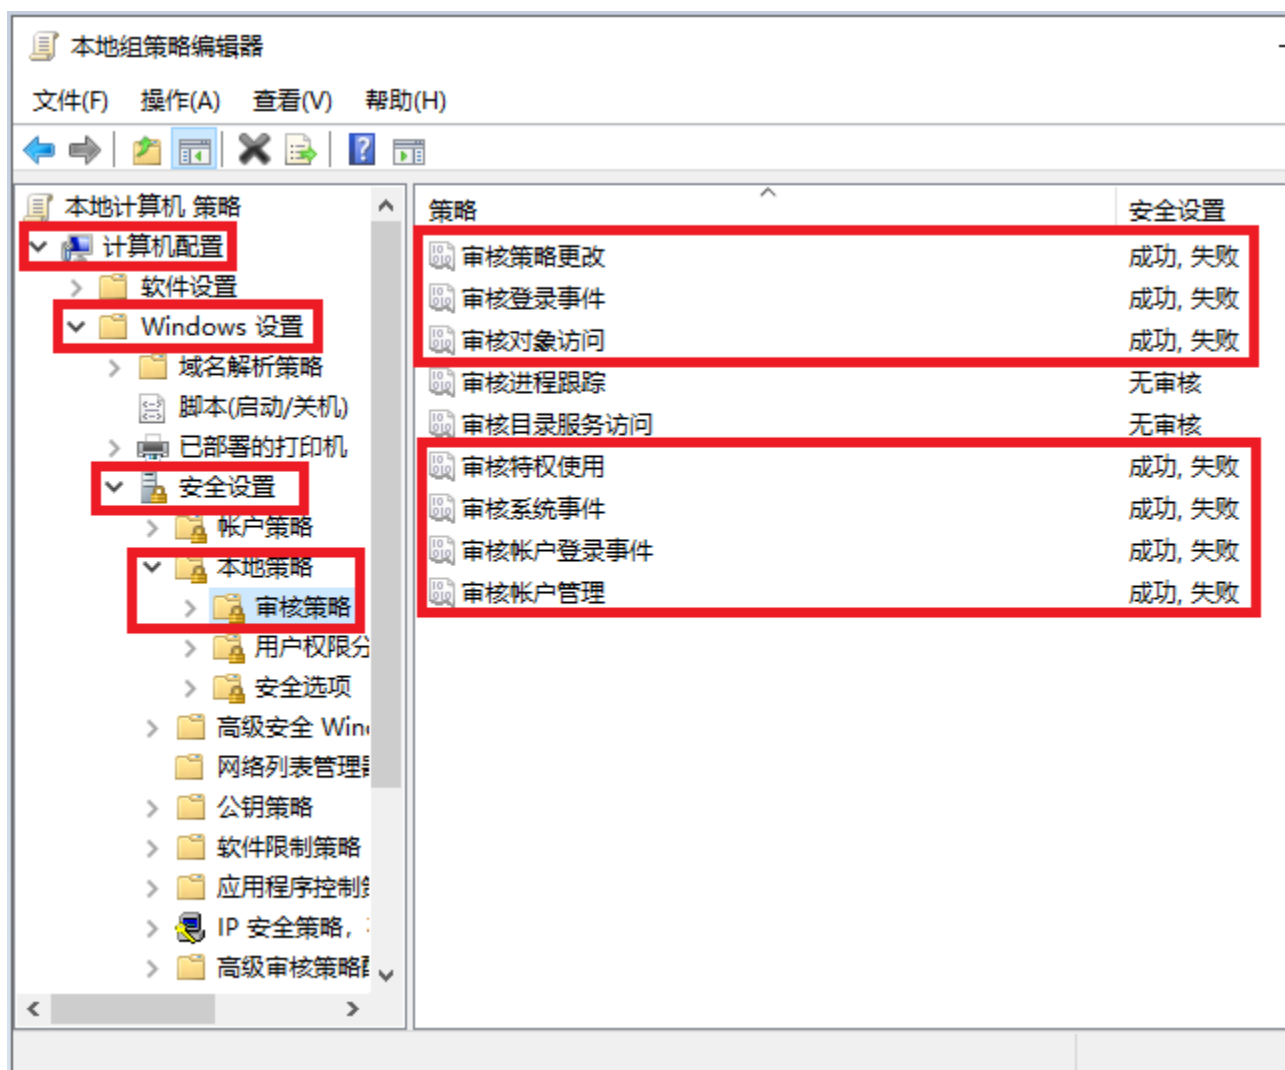 本地组策略编辑器
文件(F) 操作(A) 查看(V) 帮助(H)
本地计算机 策略
计算机配置
软件设置
Windows 设置
域名解析策略
脚本(启动/关机)
已部署的打印机
安全设置
帐户策略
本地策略
审核策略
用户权限分
安全选项
高级安全 Win
网络列表管理
公钥策略
软件限制策略
应用程序控制
IP 安全策略,
高级审核策略
策略 安全设置
审核策略更改 成功, 失败
审核登录事件 成功, 失败
审核对象访问 成功, 失败
审核进程跟踪 无审核
审核目录服务访问 无审核
审核特权使用 成功, 失败
审核系统事件 成功, 失败
审核帐户登录事件 成功, 失败
审核帐户管理 成功, 失败